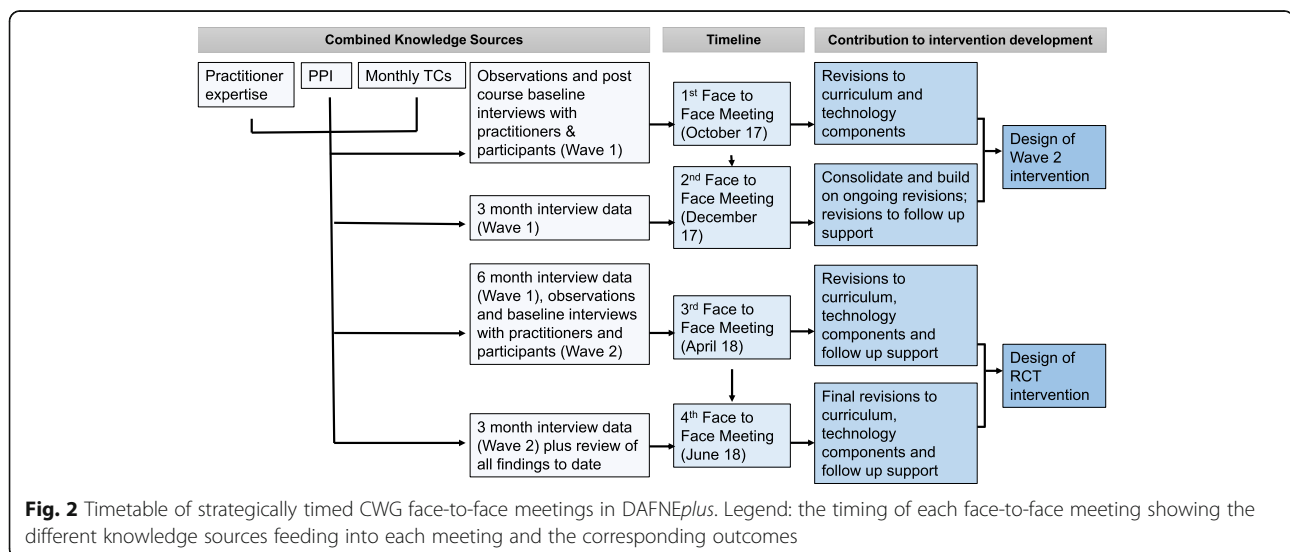 Combined Knowledge Sources
Timeline
Contribution to intervention development
Practitioner
expertise
PPI
Monthly TCs
Observations and post
course baseline
interviews with
practitioners &
participants (Wave 1)
1st Face to
Face Meeting
(October 17)
Revisions to
curriculum and
technology
components
Design of
Wave 2
intervention
3 month interview data
(Wave 1)
2nd Face to
Face Meeting
(December
17)
Consolidate and build
on ongoing revisions;
revisions to follow up
support
6 month interview data
(Wave 1), observations
and baseline interviews
with practitioners and
participants (Wave 2)
3rd Face to
Face Meeting
(April 18)
Revisions to
curriculum,
technology
components and
follow up support
Design of
RCT
intervention
3 month interview data
(Wave 2) plus review of
all findings to date
4th Face to
Face Meeting
(June 18)
Final revisions to
curriculum,
technology
components and
follow up support
Fig. 2 Timetable of strategically timed CWG face-to-face meetings in DAFNEplus. Legend: the timing of each face-to-face meeting showing the
different knowledge sources feeding into each meeting and the corresponding outcomes